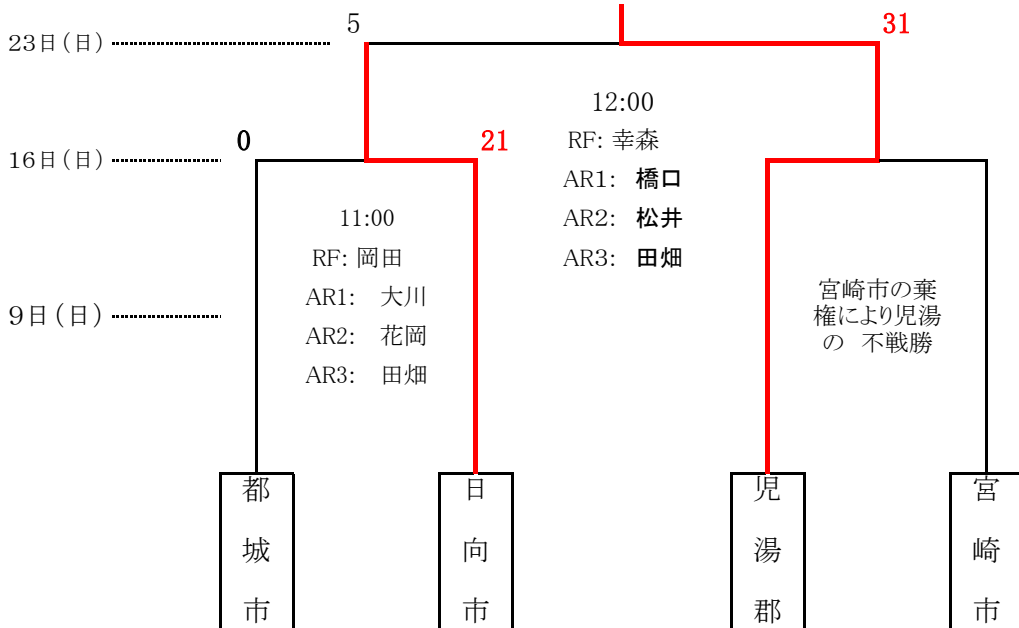 5
31
23日(日)
12:00
RF: 幸森
AR1: 橋口
AR2: 松井
AR3: 田畑
0
21
16日(日)
11:00
RF: 岡田
AR1: 大川
AR2: 花岡
AR3: 田畑
9日(日)
宮崎市の棄
権により児湯
の 不戦勝
都城市
日向市
児湯郡
宮崎市